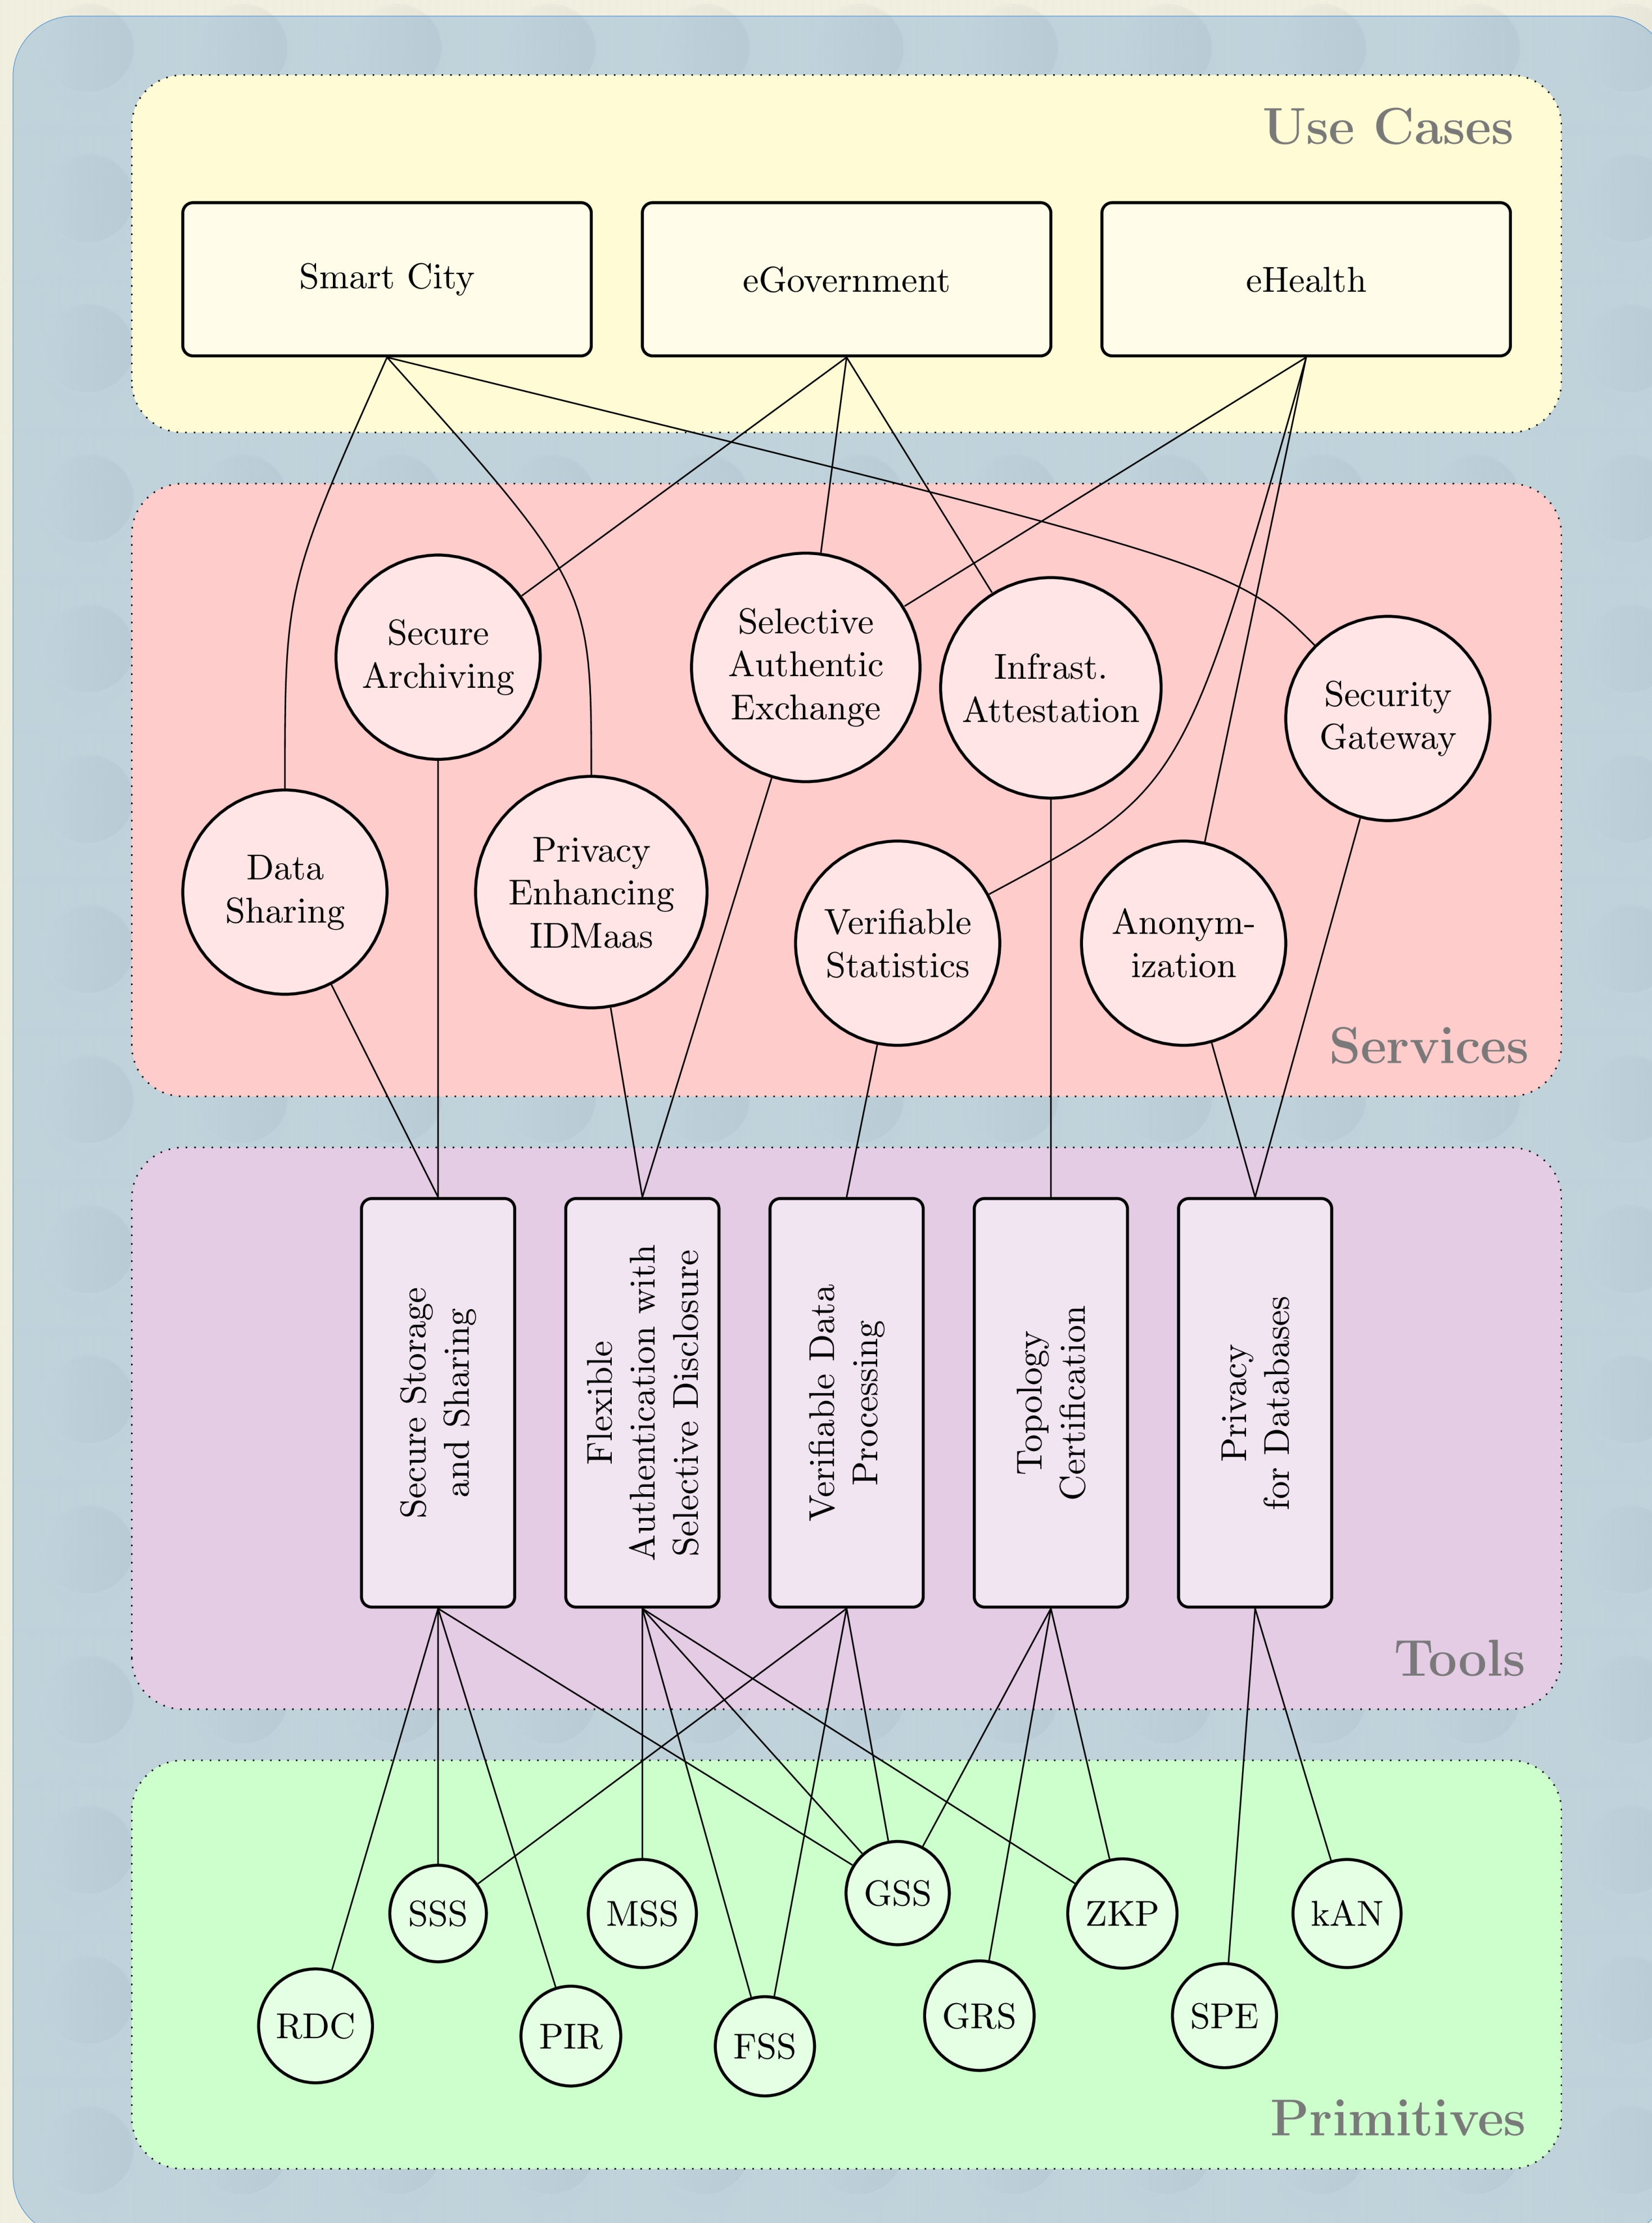 Use Cases
Smart City
eGovernment
eHealth
Secure
Archiving
Selective
Authentic
Exchange
Infrast.
Attestation
Security
Gateway
Data
Sharing
Privacy
Enhancing
IDMaas
Verifiable
Statistics
Anonym-
ization
Services
Secure Storage
and Sharing
Flexible
Authentication with
Selective Disclosure
Verifiable Data
Processing
Topology
Certification
Privacy
for Databases
Tools
SSS
MSS
GSS
ZKP
kAN
RDC
PIR
FSS
GRS
SPE
Primitives